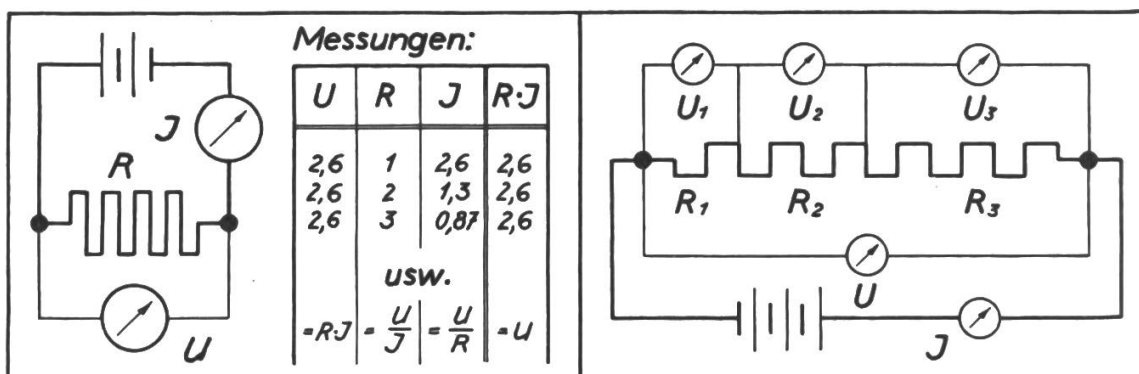 J
R
U
Messungen:
U R J R·J
2,6 1 2,6 2,6
2,6 2 1,3 2,6
2,6 3 0,87 2,6
usw.
=R·J = U/J = U/R = U
U1 U2 U3
R1 R2 R3
U
J